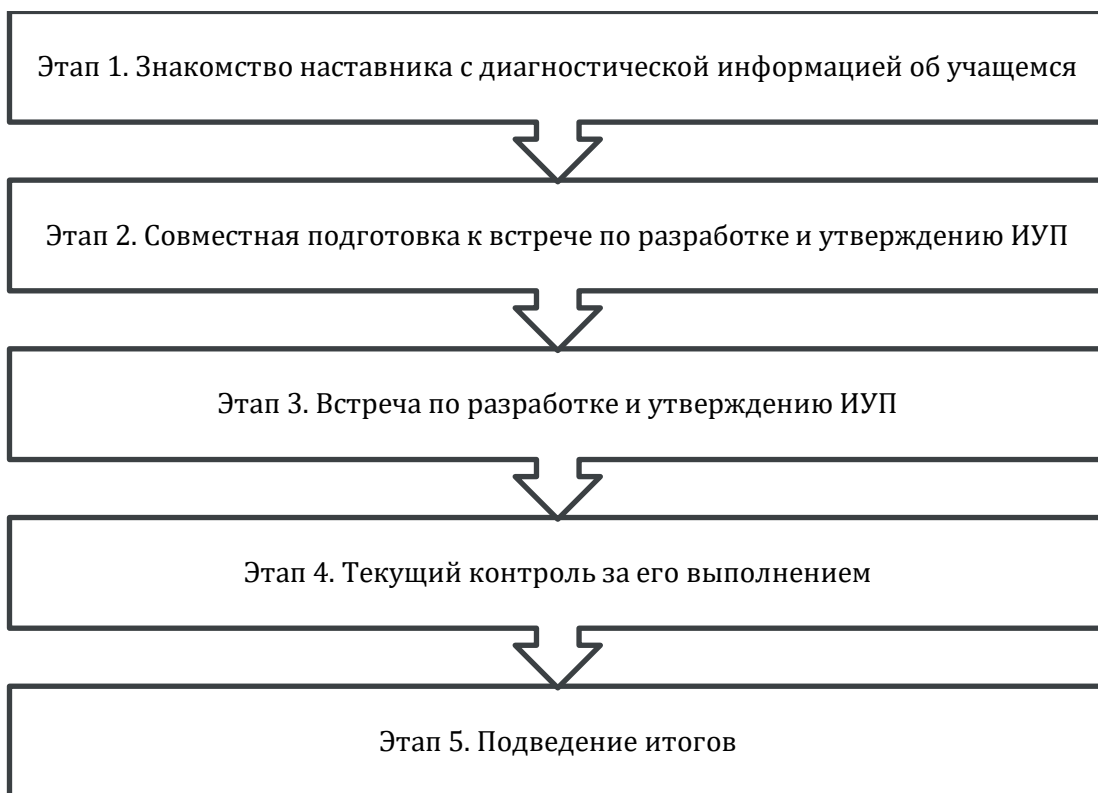 Этап 1. Знакомство наставника с диагностической информацией об учащемся
Этап 2. Совместная подготовка к встрече по разработке и утверждению ИУП
Этап 3. Встреча по разработке и утверждению ИУП
Этап 4. Текущий контроль за его выполнением
Этап 5. Подведение итогов